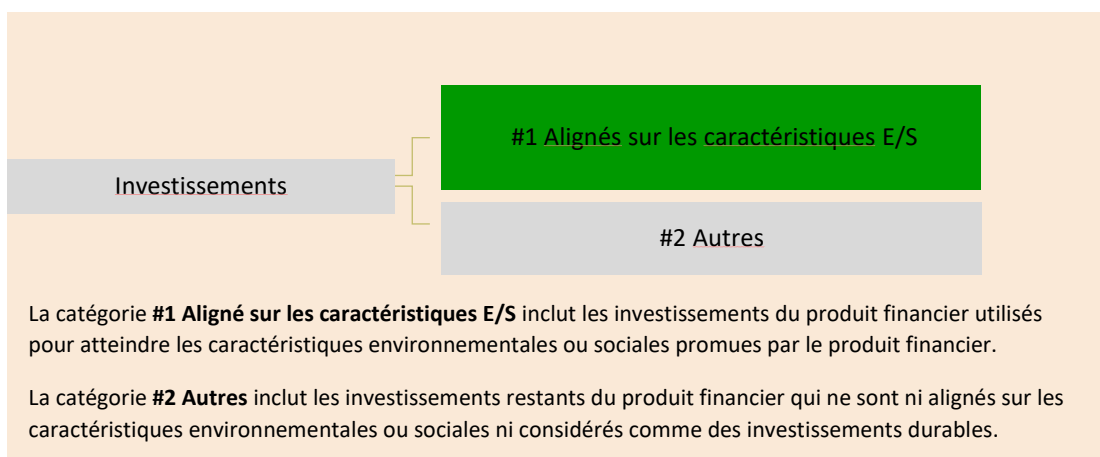 #1 Alignés sur les caractéristiques E/S
Investissements
#2 Autres
La catégorie #1 Aligné sur les caractéristiques E/S inclut les investissements du produit financier utilisés
pour atteindre les caractéristiques environnementales ou sociales promues par le produit financier.
La catégorie #2 Autres inclut les investissements restants du produit financier qui ne sont ni alignés sur les
caractéristiques environnementales ou sociales ni considérés comme des investissements durables.